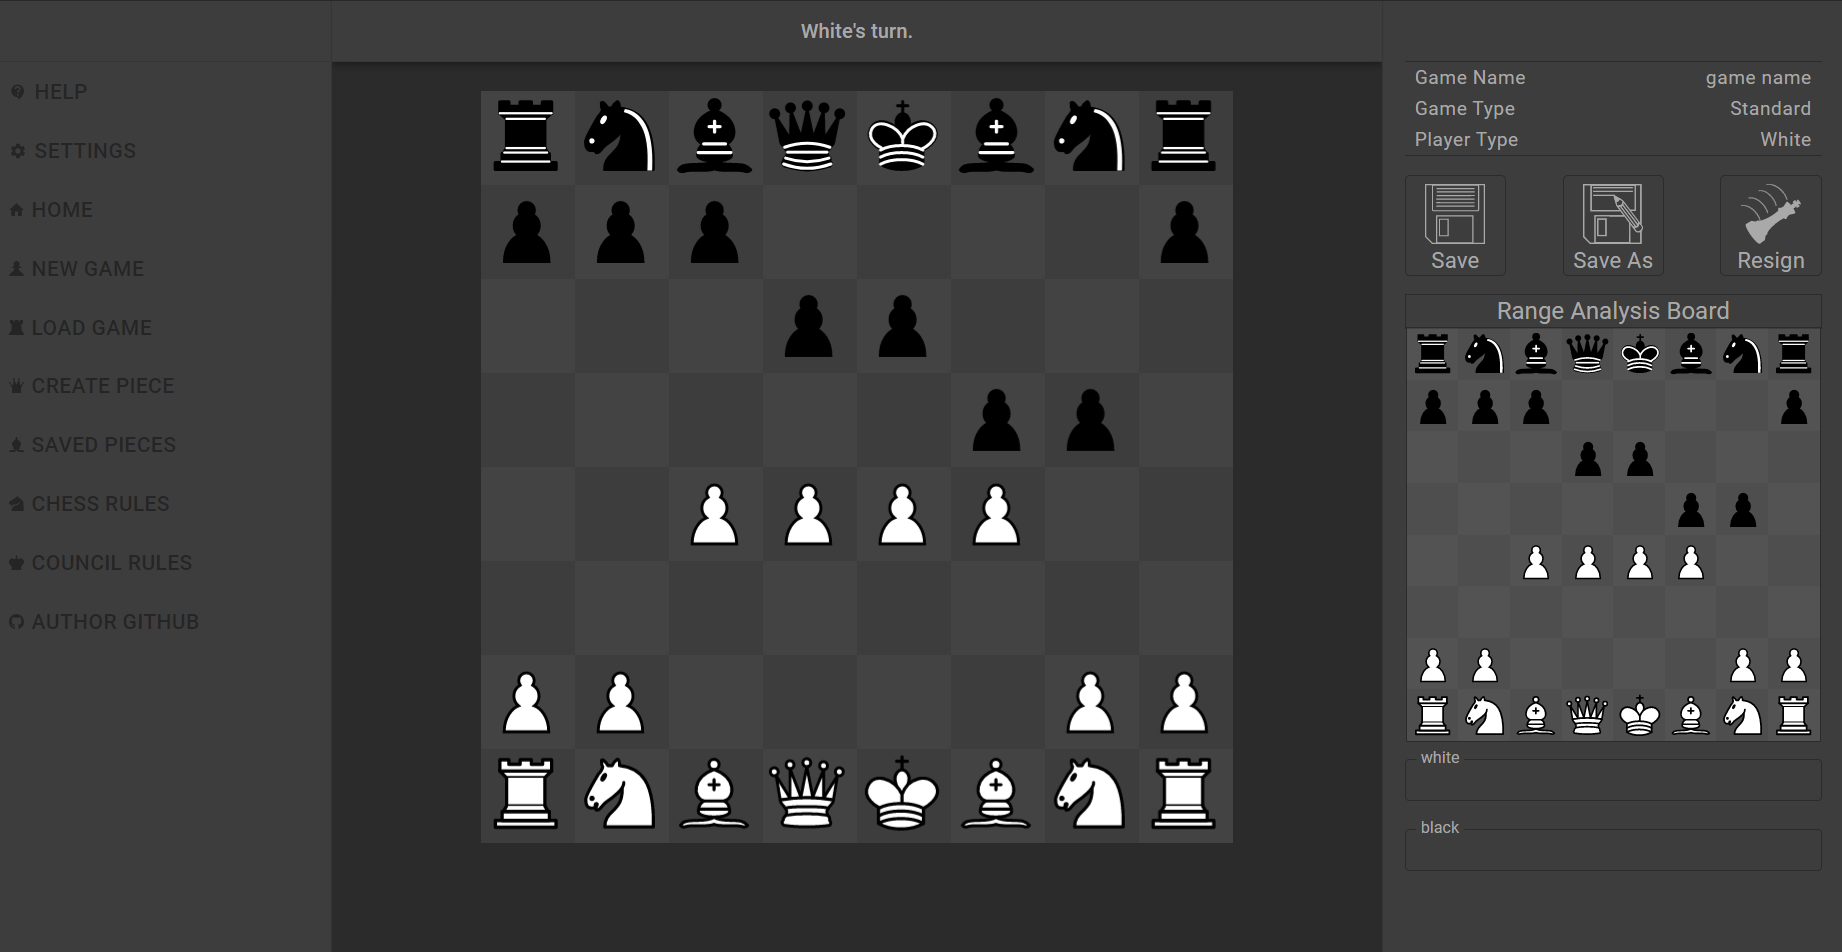 White's turn.
HELP
SETTINGS
HOME
NEW GAME
LOAD GAME
CREATE PIECE
SAVED PIECES
CHESS RULES
COUNCIL RULES
AUTHOR GITHUB
Game Name game name
Game Type Standard
Player Type White
Save Save As Resign
Range Analysis Board
white
black